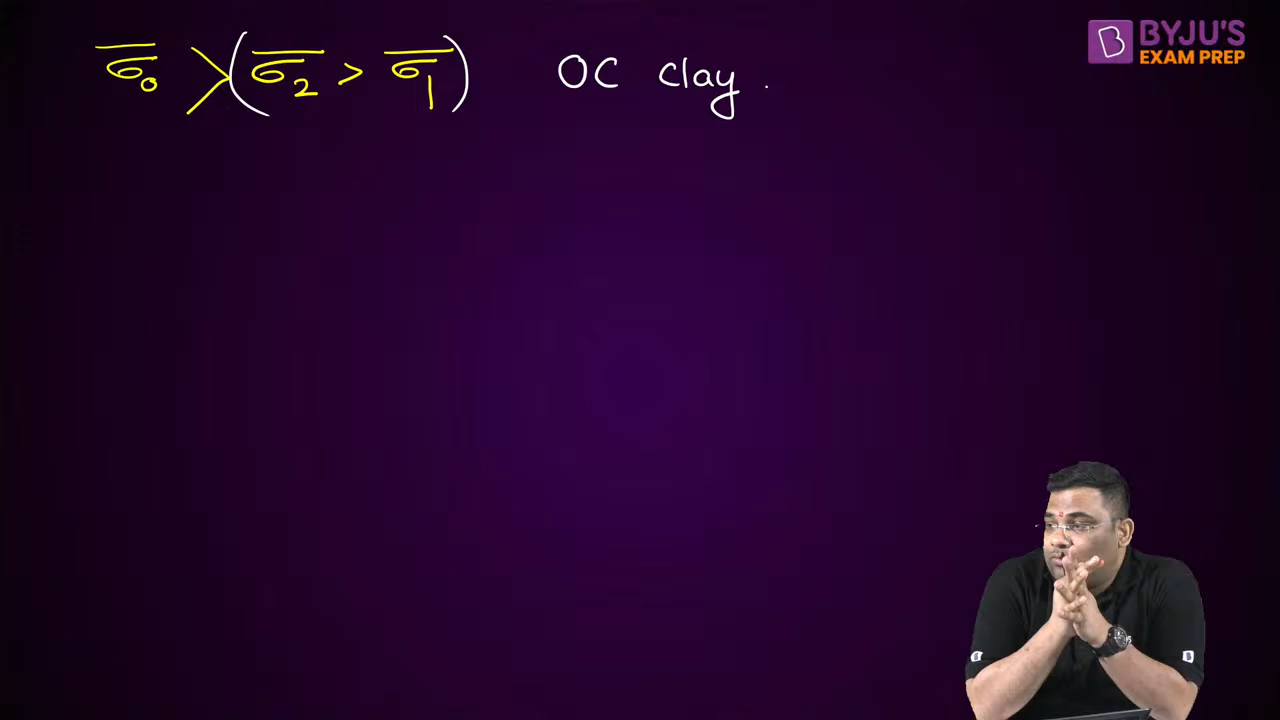 σ̅₀ > (σ̅₂ > σ̅₁) OC clay.
BYJU'S
EXAM PREP